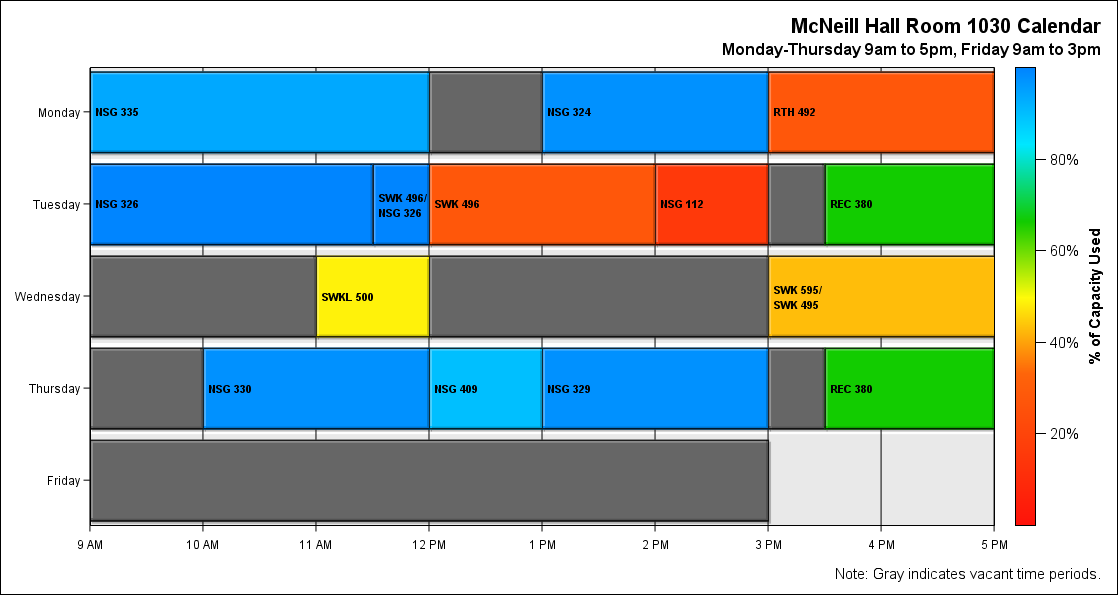 McNeill Hall Room 1030 Calendar
Monday-Thursday 9am to 5pm, Friday 9am to 3pm
Monday
NSG 335
NSG 324
RTH 492
Tuesday
NSG 326
SWK 496/
NSG 326
SWK 496
NSG 112
REC 380
Wednesday
SWKL 500
SWK 595/
SWK 495
Thursday
NSG 330
NSG 409
NSG 329
REC 380
Friday
9 AM
10 AM
11 AM
12 PM
1 PM
2 PM
3 PM
4 PM
5 PM
80%
60%
40%
20%
% of Capacity Used
Note: Gray indicates vacant time periods.